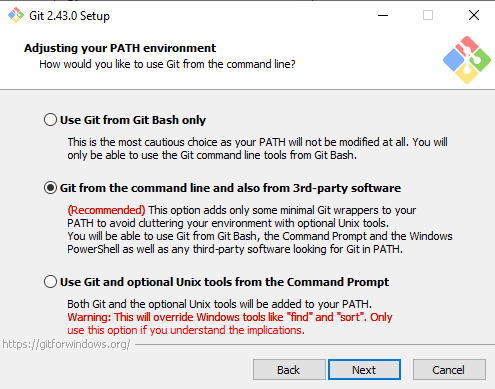 Git 2.43.0 Setup
Adjusting your PATH environment
How would you like to use Git from the command line?
Use Git from Git Bash only
This is the most cautious choice as your PATH will not be modified at all. You will
only be able to use the Git command line tools from Git Bash.
Git from the command line and also from 3rd-party software
(Recommended) This option adds only some minimal Git wrappers to your
PATH to avoid cluttering your environment with optional Unix tools.
You will be able to use Git from Git Bash, the Command Prompt and the Windows
PowerShell as well as any third-party software looking for Git in PATH.
Use Git and optional Unix tools from the Command Prompt
Both Git and the optional Unix tools will be added to your PATH.
Warning: This will override Windows tools like "find" and "sort". Only
use this option if you understand the implications.
https://gitforwindows.org/
Back Next Cancel